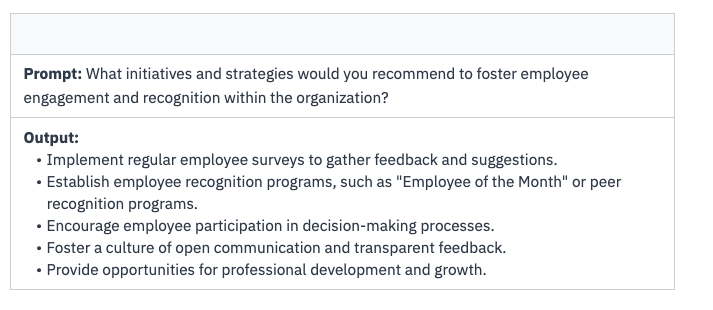 Prompt: What initiatives and strategies would you recommend to foster employee
engagement and recognition within the organization?
Output:
• Implement regular employee surveys to gather feedback and suggestions.
• Establish employee recognition programs, such as "Employee of the Month" or peer
recognition programs.
• Encourage employee participation in decision-making processes.
• Foster a culture of open communication and transparent feedback.
• Provide opportunities for professional development and growth.